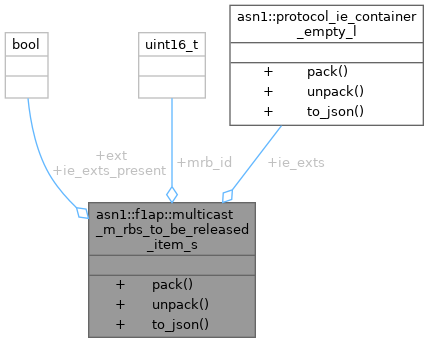 asn1::protocol_ie_container
_empty_l
bool
uint16_t
+ pack()
+ unpack()
+ to_json()
+ext
+ie_exts_present
+mrb_id
+ie_exts
asn1::f1ap::multicast
_m_rbs_to_be_released
_item_s
+ pack()
+ unpack()
+ to_json()